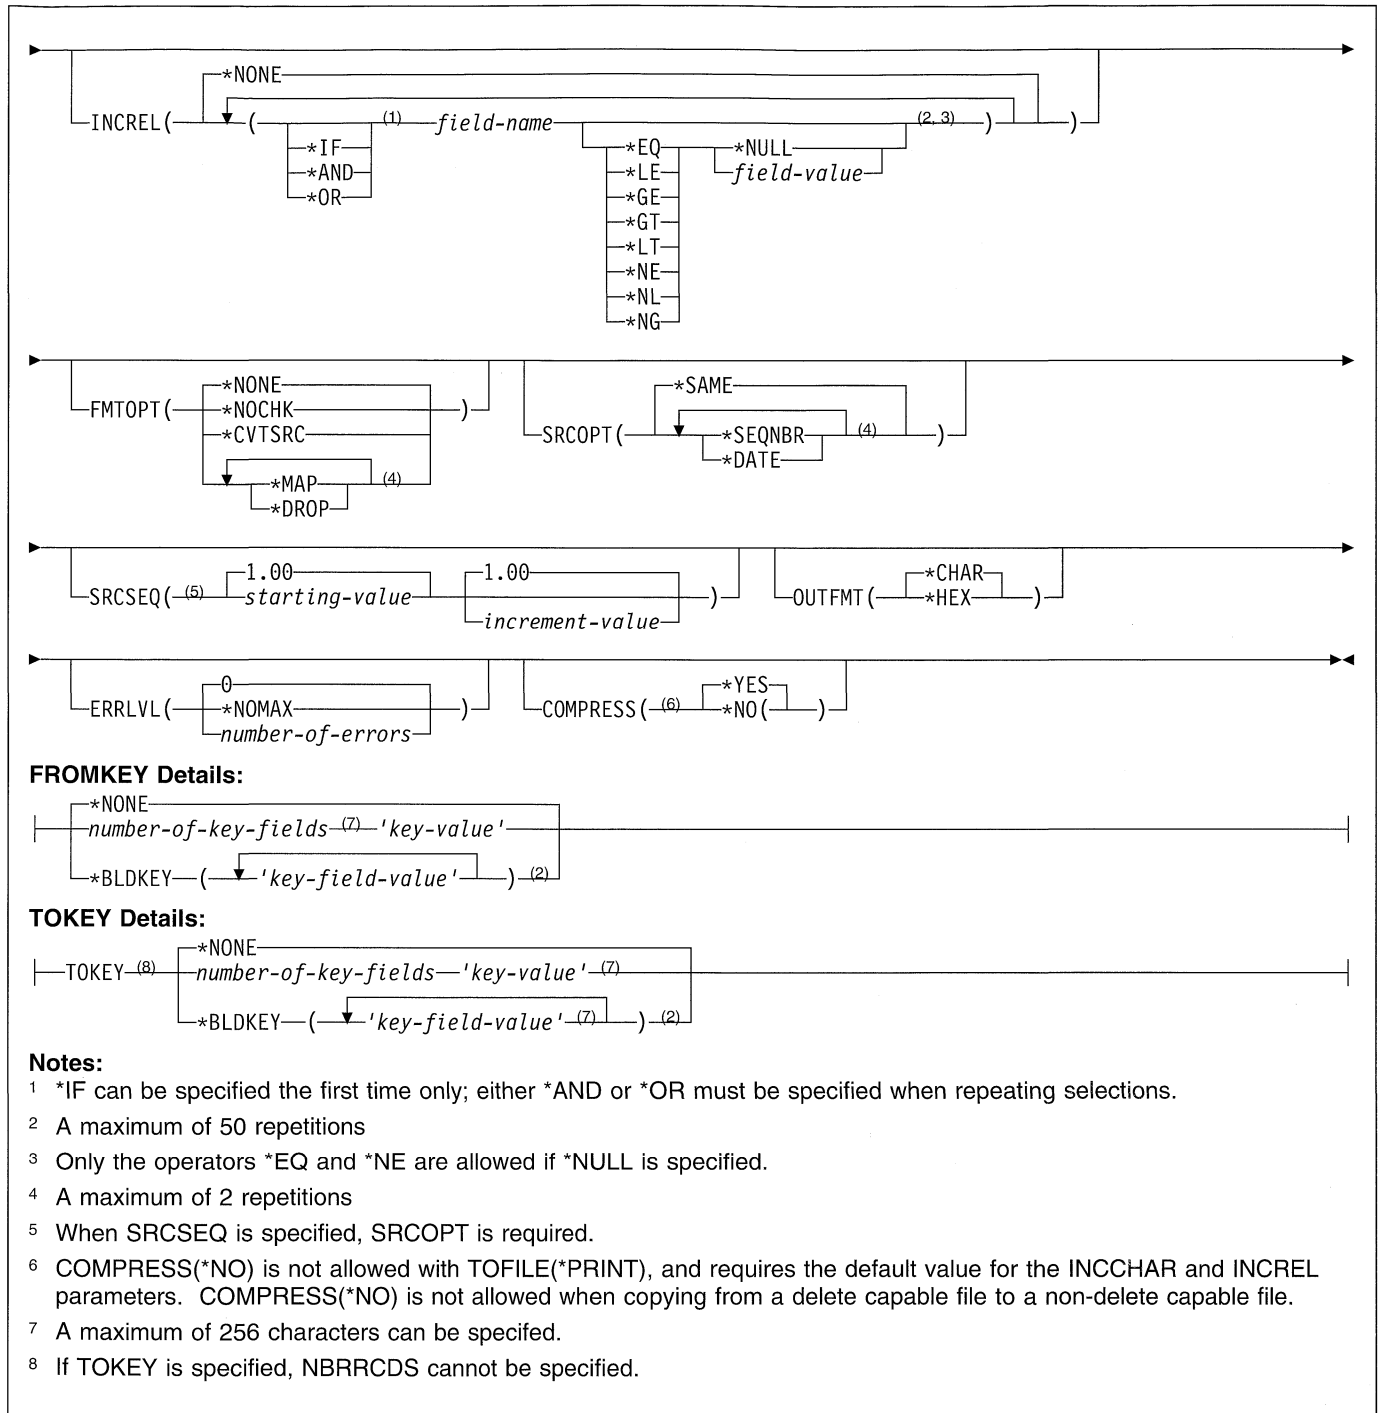 *NONE
INCREL( ( (1) field-name (2, 3) ) )
*IF *EQ *NULL
*AND *LE field-value
*OR *GE
*GT
*LT
*NE
*NL
*NG
*NONE *SAME
FMTOPT( *NOCHK )
*CVTSRC SRCOPT( *SEQNBR (4) )
*DATE
*MAP (4)
*DROP
1.00 1.00 *CHAR
SRCSEQ( (5) starting-value ) OUTFMT( *HEX )
increment-value
0 *YES
ERRLVL( *NOMAX ) COMPRESS( (6) *NO( )
number-of-errors
FROMKEY Details:
*NONE
number-of-key-fields (7) 'key-value'
*BLDKEY ( 'key-field-value' ) (2)
TOKEY Details:
*NONE
TOKEY (8) number-of-key-fields 'key-value' (7)
*BLDKEY ( 'key-field-value' (7) ) (2)
Notes:
1 *IF can be specified the first time only; either *AND or *OR must be specified when repeating selections.
2 A maximum of 50 repetitions
3 Only the operators *EQ and *NE are allowed if *NULL is specified.
4 A maximum of 2 repetitions
5 When SRCSEQ is specified, SRCOPT is required.
6 COMPRESS(*NO) is not allowed with TOFILE(*PRINT), and requires the default value for the INCCHAR and INCREL
parameters. COMPRESS(*NO) is not allowed when copying from a delete capable file to a non-delete capable file.
7 A maximum of 256 characters can be specifed.
8 If TOKEY is specified, NBRRCDS cannot be specified.